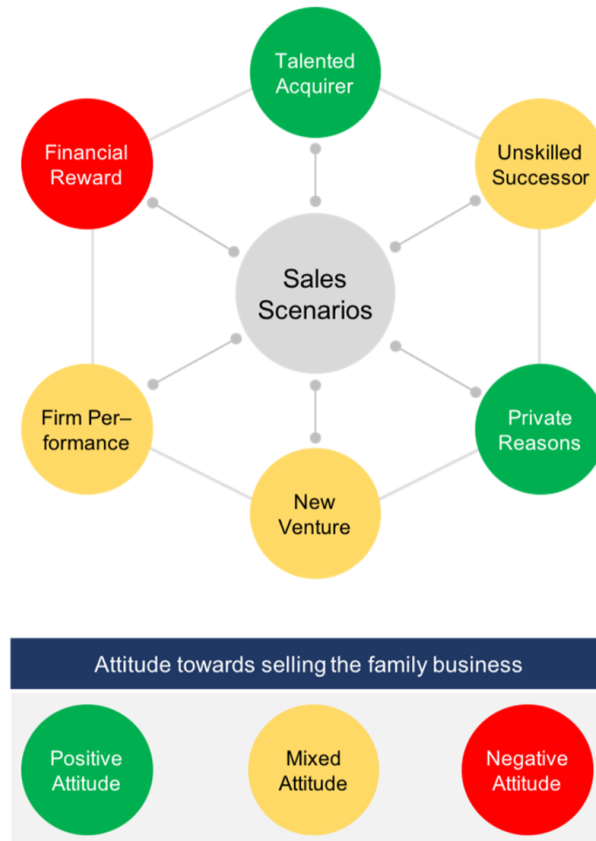 Talented
Acquirer
Financial
Reward
Unskilled
Successor
Sales
Scenarios
Firm Per–
formance
Private
Reasons
New
Venture
Attitude towards selling the family business
Positive
Attitude
Mixed
Attitude
Negative
Attitude